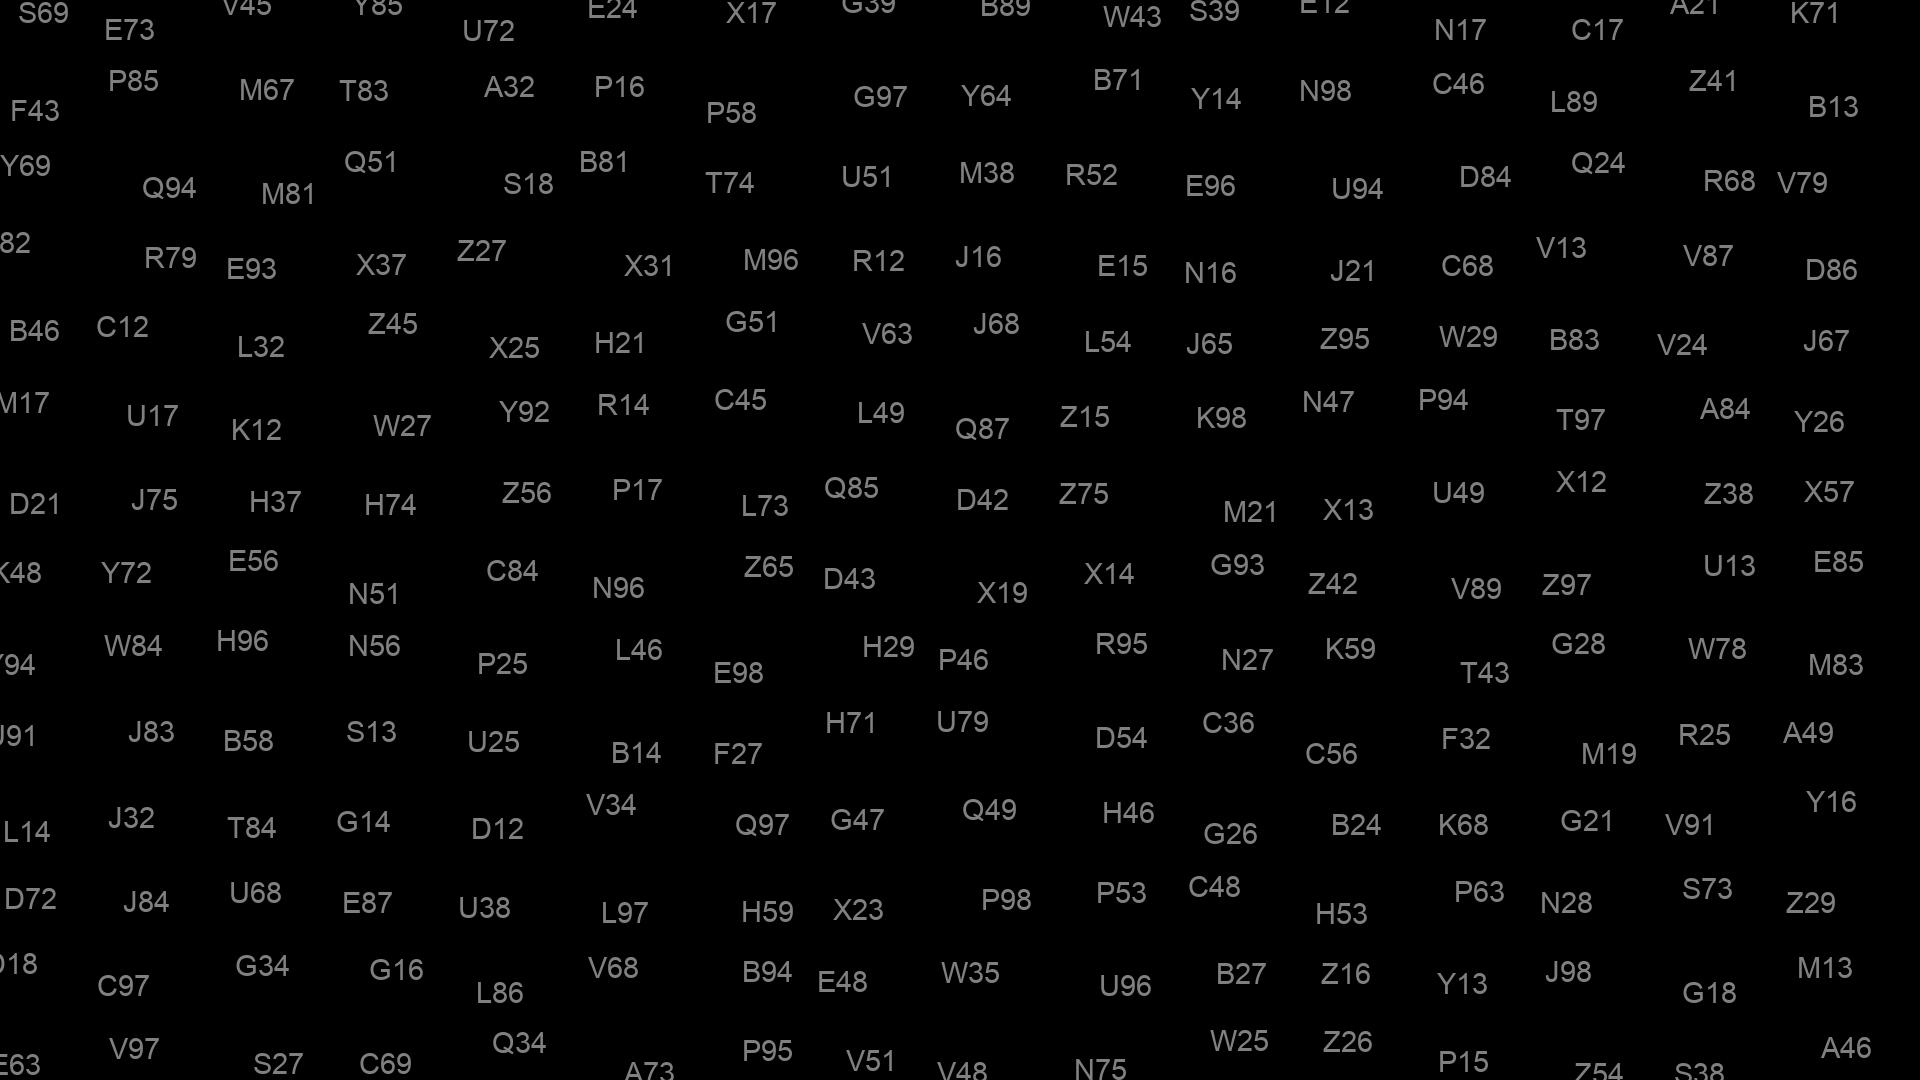 S69 E73 V45 Y85 U72 E24 X17 G39 B89 W43 S39 E12 N17 C17 A21 K71
F43 P85 M67 T83 A32 P16 P58 G97 Y64 B71 Y14 N98 C46 L89 Z41 B13
Y69 Q94 M81 Q51 S18 B81 T74 U51 M38 R52 E96 U94 D84 Q24 R68 V79
82 R79 E93 X37 Z27 X31 M96 R12 J16 E15 N16 J21 C68 V13 V87 D86
B46 C12 L32 Z45 X25 H21 G51 V63 J68 L54 J65 Z95 W29 B83 V24 J67
M17 U17 K12 W27 Y92 R14 C45 L49 Q87 Z15 K98 N47 P94 T97 A84 Y26
D21 J75 H37 H74 Z56 P17 L73 Q85 D42 Z75 M21 X13 U49 X12 Z38 X57
K48 Y72 E56 N51 C84 N96 Z65 D43 X19 X14 G93 Z42 V89 Z97 U13 E85
94 W84 H96 N56 P25 L46 E98 H29 P46 R95 N27 K59 T43 G28 W78 M83
91 J83 B58 S13 U25 B14 F27 H71 U79 D54 C36 C56 F32 M19 R25 A49
L14 J32 T84 G14 D12 V34 Q97 G47 Q49 H46 G26 B24 K68 G21 V91 Y16
D72 J84 U68 E87 U38 L97 H59 X23 P98 P53 C48 H53 P63 N28 S73 Z29
18 C97 G34 G16 L86 V68 B94 E48 W35 U96 B27 Z16 Y13 J98 G18 M13
E63 V97 S27 C69 Q34 A73 P95 V51 V48 N75 W25 Z26 P15 Z54 S38 A46